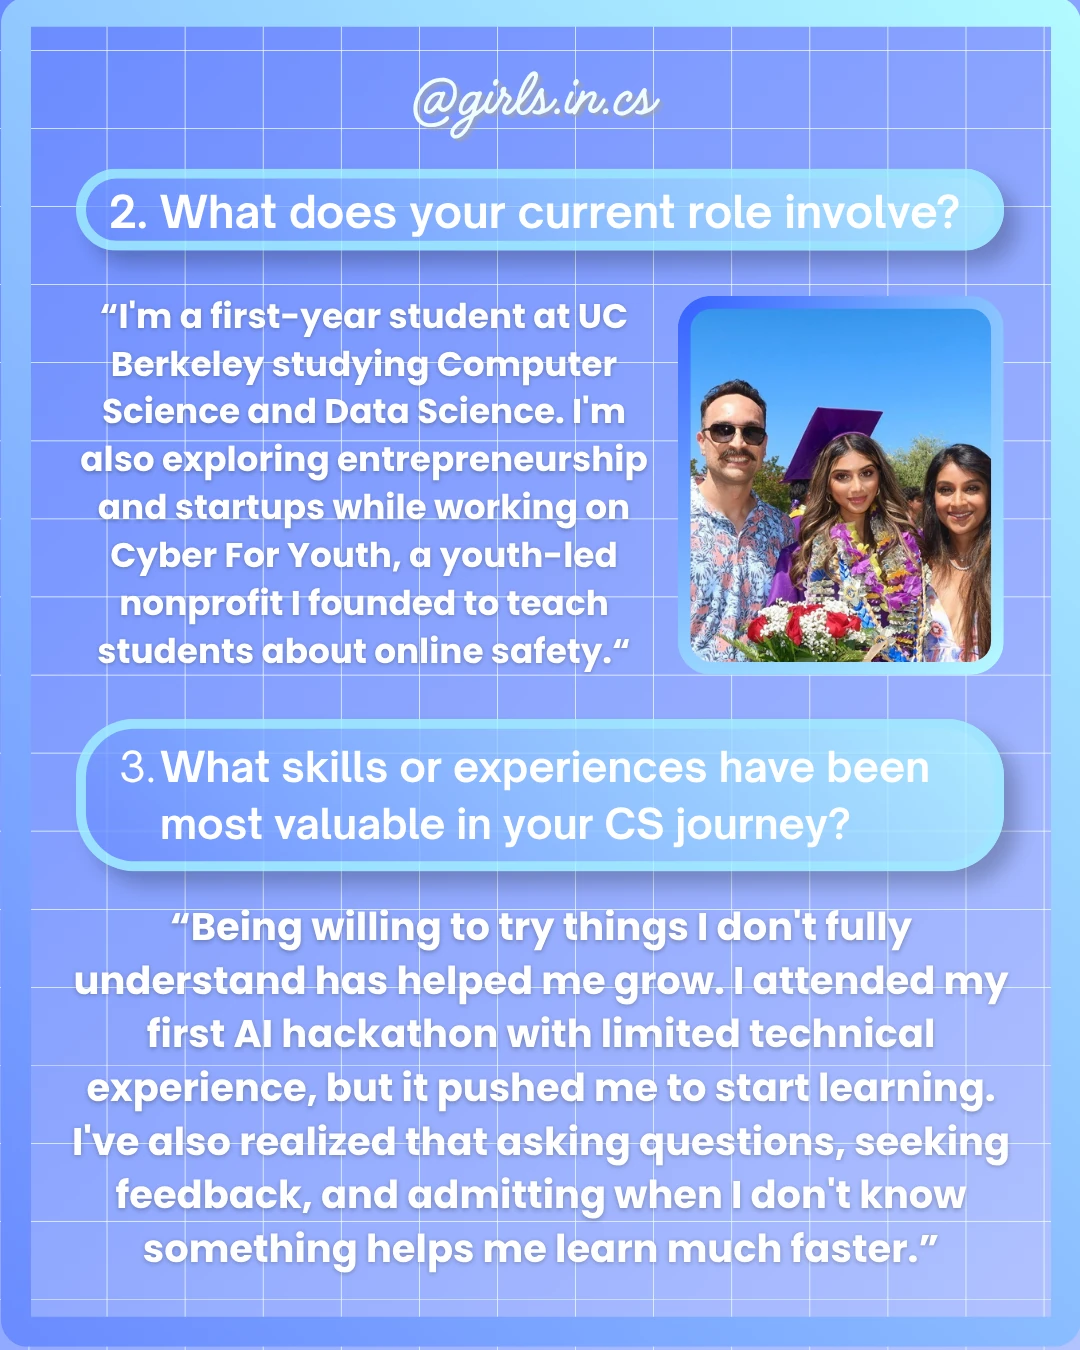 @girls.in.cs
2. What does your current role involve?
“I'm a first-year student at UC
Berkeley studying Computer
Science and Data Science. I'm
also exploring entrepreneurship
and startups while working on
Cyber For Youth, a youth-led
nonprofit I founded to teach
students about online safety.“
3. What skills or experiences have been
most valuable in your CS journey?
“Being willing to try things I don't fully
understand has helped me grow. I attended my
first AI hackathon with limited technical
experience, but it pushed me to start learning.
I've also realized that asking questions, seeking
feedback, and admitting when I don't know
something helps me learn much faster.”